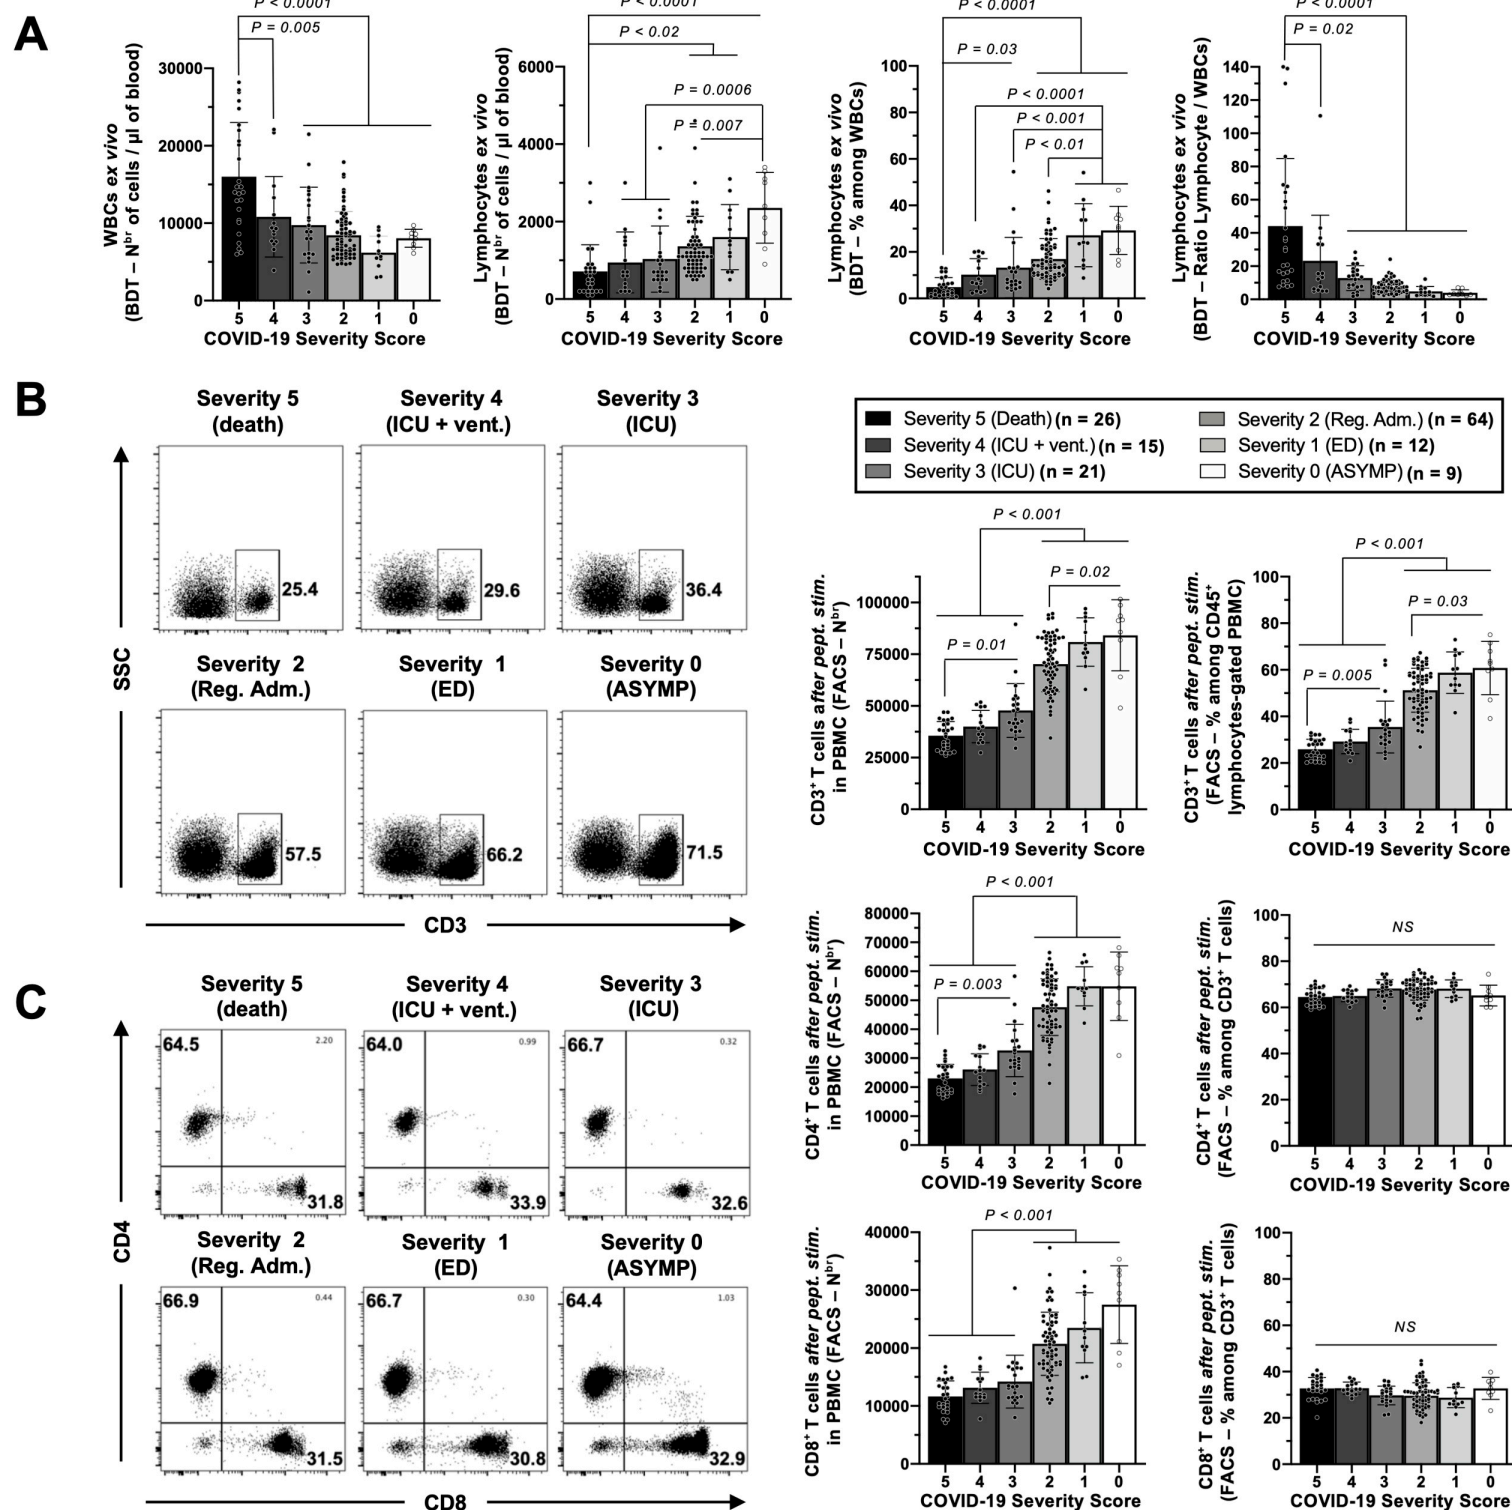 A
P < 0.0001
P = 0.005
WBCs ex vivo
(BDT – Nbr of cells / µl of blood)
30000
20000
10000
0
5 4 3 2 1 0
COVID-19 Severity Score
P < 0.0001
P < 0.02
P = 0.0006
P = 0.007
Lymphocytes ex vivo
(BDT – Nbr of cells / µl of blood)
6000
4000
2000
0
5 4 3 2 1 0
COVID-19 Severity Score
P < 0.0001
P = 0.03
P < 0.0001
P < 0.001
P < 0.01
Lymphocytes ex vivo
(BDT – % among WBCs)
100
80
60
40
20
0
5 4 3 2 1 0
COVID-19 Severity Score
P < 0.0001
P = 0.02
Lymphocytes ex vivo
(BDT – Ratio Lymphocyte / WBCs)
140
120
100
80
60
40
20
0
5 4 3 2 1 0
COVID-19 Severity Score
B
Severity 5
(death)
25.4
Severity 4
(ICU + vent.)
29.6
Severity 3
(ICU)
36.4
Severity 2
(Reg. Adm.)
57.5
Severity 1
(ED)
66.2
Severity 0
(ASYMP)
71.5
SSC
CD3
Severity 5 (Death) (n = 26)
Severity 4 (ICU + vent.) (n = 15)
Severity 3 (ICU) (n = 21)
Severity 2 (Reg. Adm.) (n = 64)
Severity 1 (ED) (n = 12)
Severity 0 (ASYMP) (n = 9)
P < 0.001
P = 0.02
P = 0.01
CD3+ T cells after pept. stim.
in PBMC (FACS – Nbr)
100000
75000
50000
25000
0
5 4 3 2 1 0
COVID-19 Severity Score
P < 0.001
P = 0.03
P = 0.005
CD3+ T cells after pept. stim.
(FACS – % among CD45+
lymphocytes-gated PBMC)
100
80
60
40
20
0
5 4 3 2 1 0
COVID-19 Severity Score
C
Severity 5
(death)
64.5
2.20
31.8
Severity 4
(ICU + vent.)
64.0
0.99
33.9
Severity 3
(ICU)
66.7
0.32
32.6
Severity 2
(Reg. Adm.)
66.9
0.44
31.5
Severity 1
(ED)
66.7
0.30
30.8
Severity 0
(ASYMP)
64.4
1.03
32.9
CD4
CD8
P < 0.001
P = 0.003
CD4+ T cells after pept. stim.
in PBMC (FACS – Nbr)
80000
70000
60000
50000
40000
30000
20000
10000
0
5 4 3 2 1 0
COVID-19 Severity Score
NS
CD4+ T cells after pept. stim.
(FACS – % among CD3+ T cells)
100
80
60
40
20
0
5 4 3 2 1 0
COVID-19 Severity Score
P < 0.001
CD8+ T cells after pept. stim.
in PBMC (FACS – Nbr)
40000
30000
20000
10000
0
5 4 3 2 1 0
COVID-19 Severity Score
NS
CD8+ T cells after pept. stim.
(FACS – % among CD3+ T cells)
100
80
60
40
20
0
5 4 3 2 1 0
COVID-19 Severity Score